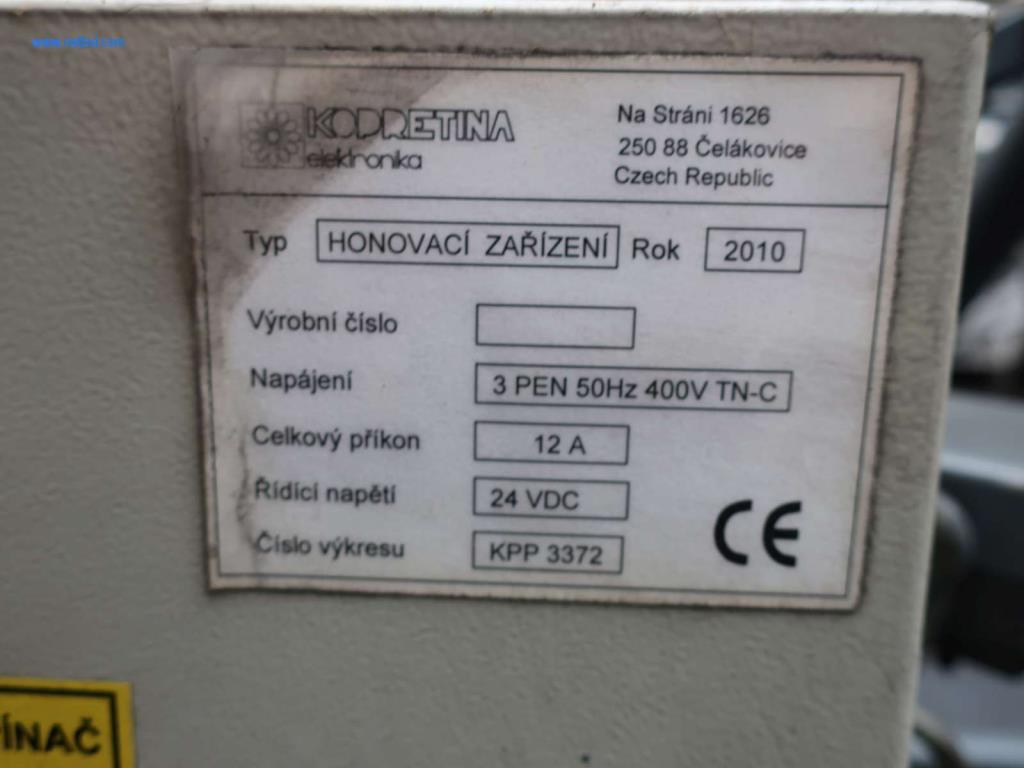 KODRETINA
elektronika
Na Stráni 1626
250 88 Čelákovice
Czech Republic
Typ HONOVACÍ ZAŘÍZENÍ Rok 2010
Výrobní číslo
Napájení 3 PEN 50Hz 400V TN-C
Celkový příkon 12 A
Řídící napětí 24 VDC
Číslo výkresu KPP 3372
CE
ÍNAČ